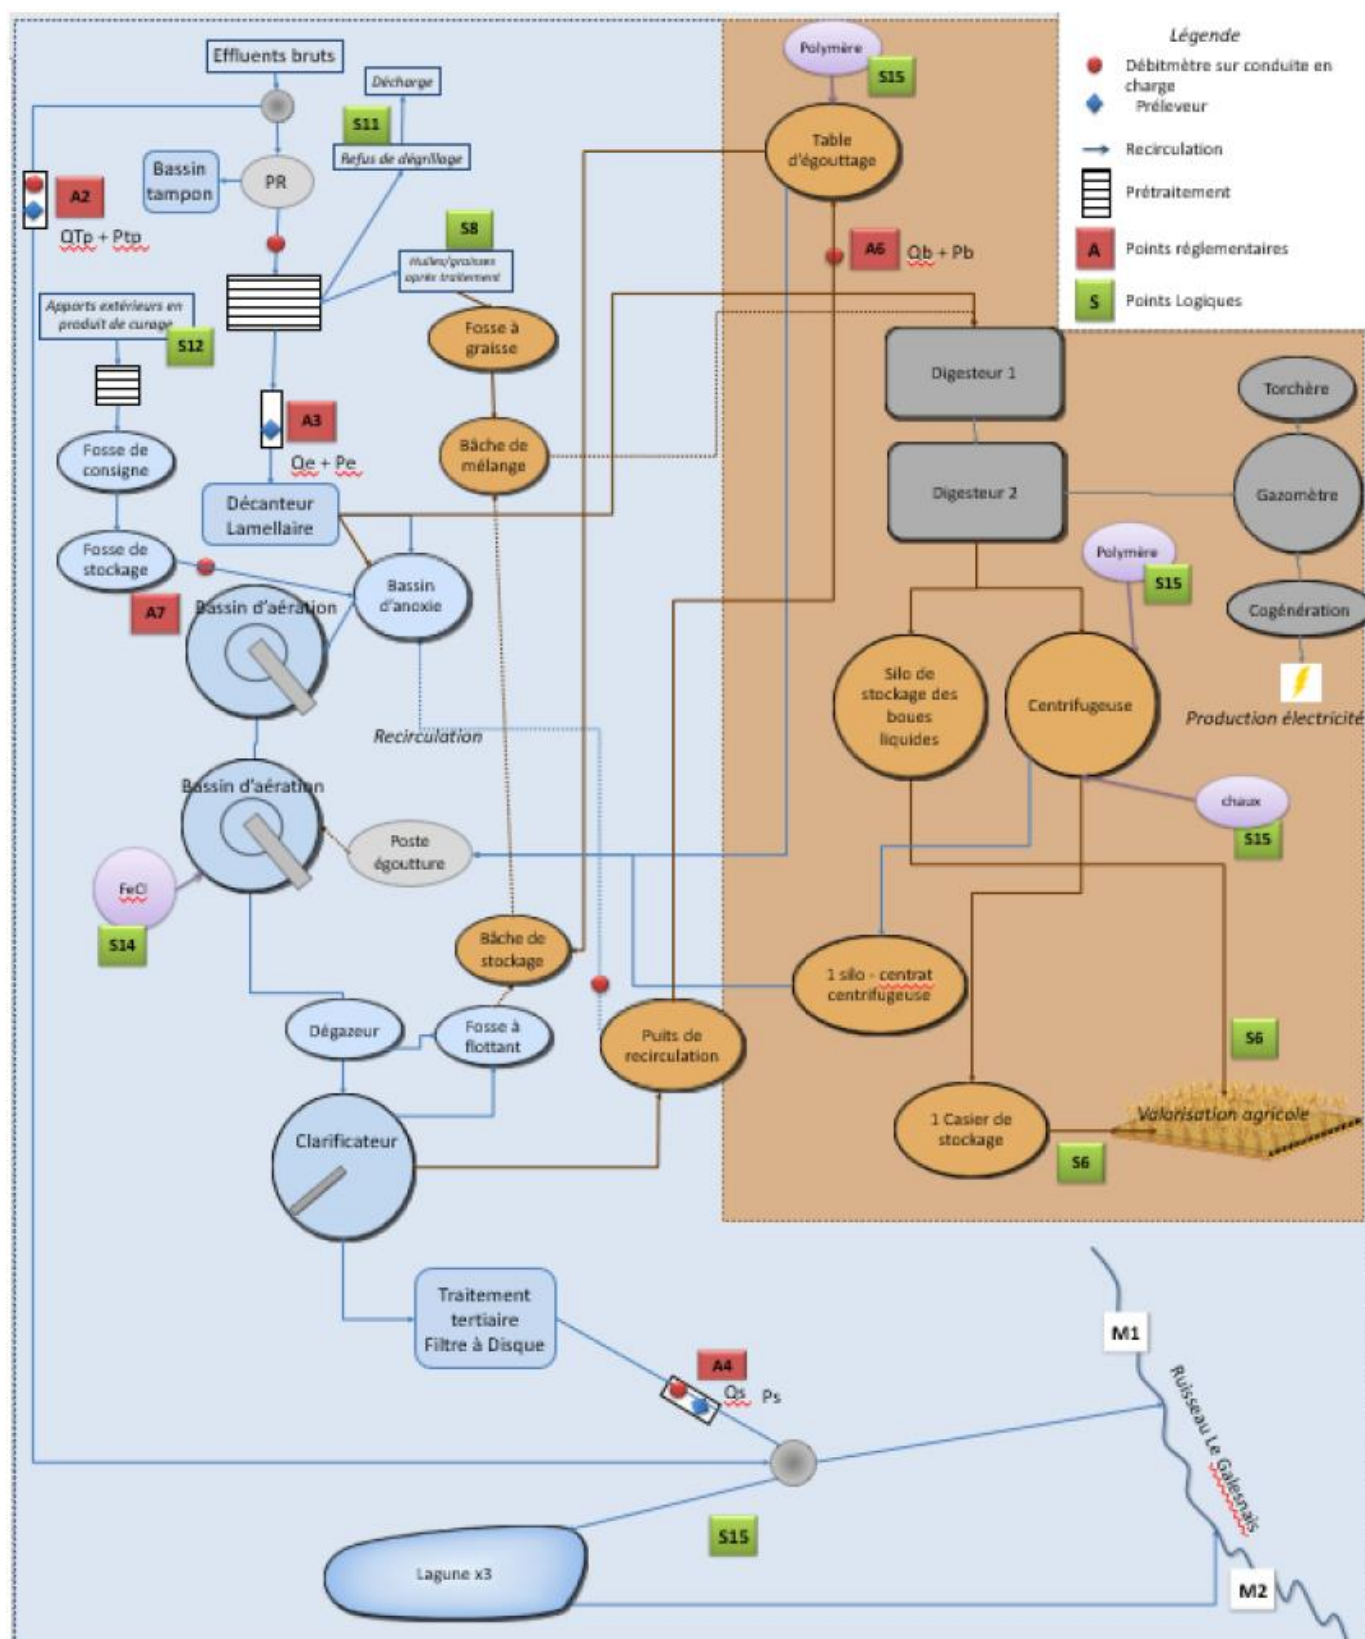 Effluents bruts
Décharge
S11
Refus de dégrillage
Bassin
tampon
PR
A2
QTp + Ptp
S8
Huiles/graisses
après traitement
Apports extérieurs en
produit de curage
S12
Fosse à
graisse
A3
Qe + Pe
Fosse de
consigne
Bâche de
mélange
Décanteur
Lamellaire
Fosse de
stockage
A7
Bassin
d'anoxie
Bassin d'aération
Recirculation
Bassin d'aération
Poste
égoutture
FeCl
S14
Bâche de
stockage
Dégazeur
Fosse à
flottant
Puits de
recirculation
Clarificateur
Traitement
tertiaire
Filtre à Disque
A4
Qs Ps
S15
Lagune x3
Polymère
S15
Table
d'égouttage
A6
Qb + Pb
Digesteur 1
Digesteur 2
Torchère
Gazomètre
Cogénération
Production électricité
Polymère
S15
Silo de
stockage des
boues
liquides
Centrifugeuse
chaux
S15
1 silo - centrat
centrifugeuse
S6
1 Casier de
stockage
S6
Valorisation agricole
M1
Ruisseau Le Galesnais
M2
Légende
Débitmètre sur conduite en
charge
Préleveur
Recirculation
Prétraitement
A
Points réglementaires
S
Points Logiques